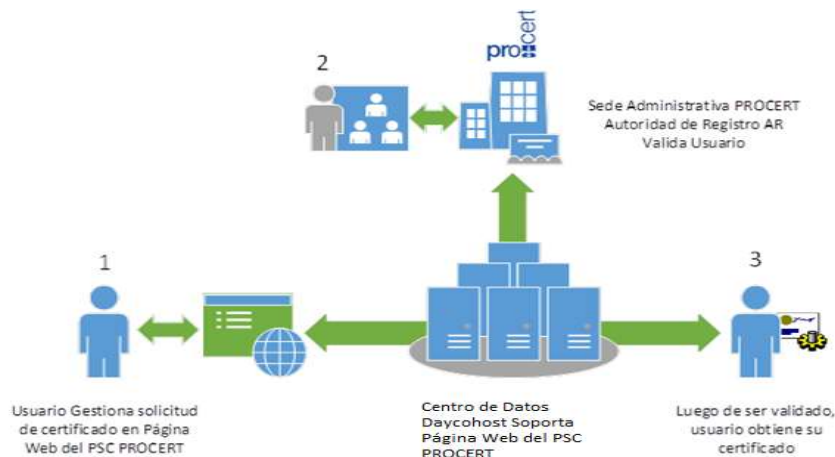 procert
2
Sede Administrativa PROCERT
Autoridad de Registro AR
Valida Usuario
1
3
Usuario Gestiona solicitud
de certificado en Página
Web del PSC PROCERT
Centro de Datos
Daycohost Soporta
Página Web del PSC
PROCERT
Luego de ser validado,
usuario obtiene su
certificado